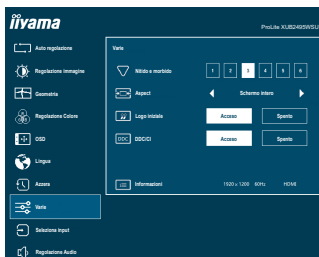 iiyama
ProLite XUB2495WSU
Auto regolazione
Regolazione Immagine
Geometria
Regolazione Colore
OSD
Lingua
Azzera
Varie
Selezione Input
Regolazione Audio
Varie
Nitido e morbido
1 2 3 4 5 6
Aspect
Schermo intero
Logo iniziale
Acceso Spento
DDC DDC/CI
Acceso Spento
Informazioni
1920 x 1200 60Hz HDMI